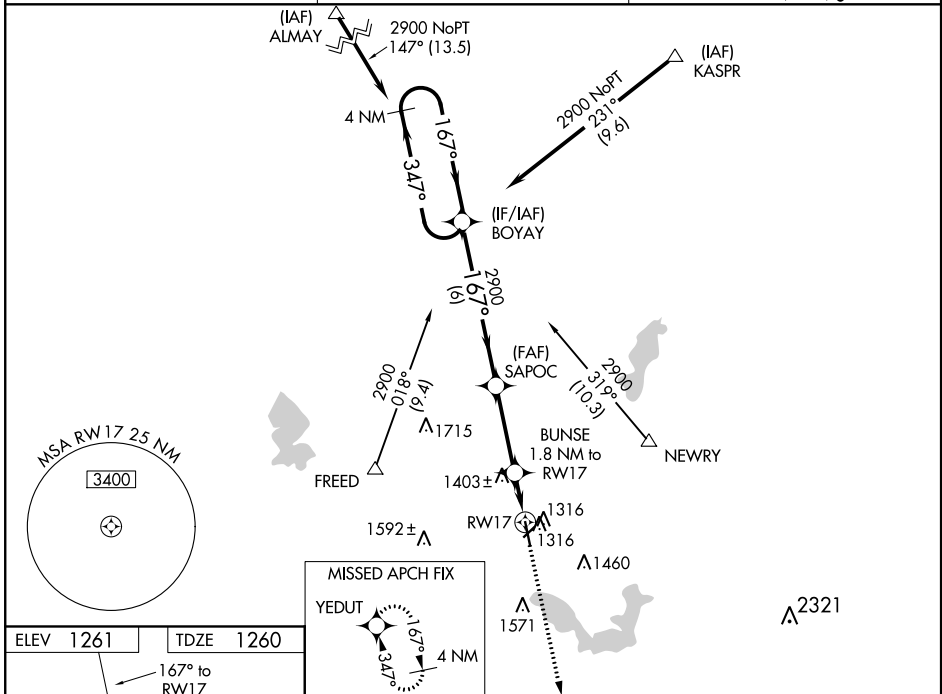 (IAF)
ALMAY
2900 NoPT
147° (13.5)
(IAF)
KASPR
2900 NoPT
231°
(9.6)
4 NM
167°
347°
(IF/IAF)
BOYAY
2900
167°
(6)
(FAF)
SAPOC
2900
018°
(9.4)
2900
319°
(10.3)
1715
BUNSE
1.8 NM to
RW17
NEWRY
FREED
1403±
MSA RW17 25 NM
3400
RW17
1316
1316
1592±
1460
MISSED APCH FIX
YEDUT
167°
347°
4 NM
1571
2321
ELEV 1261
TDZE 1260
167° to
RW17